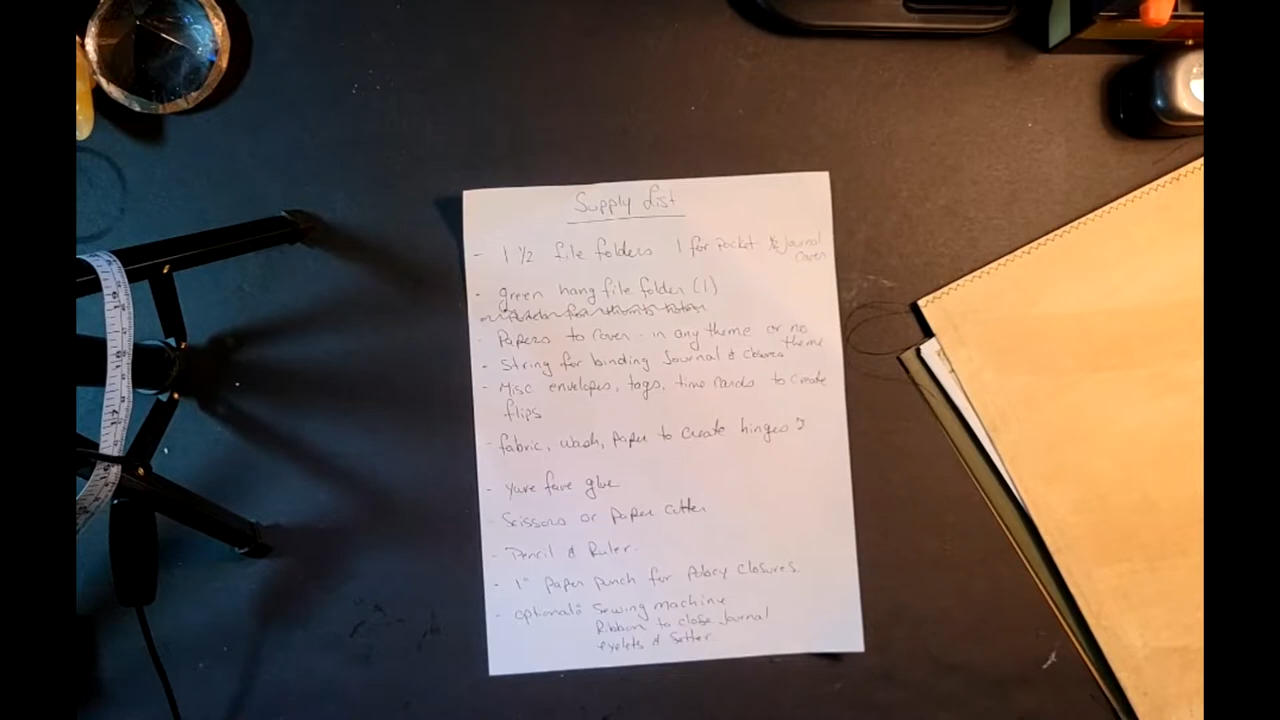 Supply List
- 1 1/2 file folders 1 for pocket & Journal
cover
- green hang file folder (1)
- Papers to cover - in any theme or no
theme
- String for binding Journal & closures
- Misc envelopes, tags, time cards to create
flips
- fabric, wash, paper to create hinges
- Your fave glue
- Scissors or paper cutter
- Pencil & Ruler.
- 1" paper punch for closures.
- optional: Sewing machine
Ribbon to close Journal
eyelets & setter